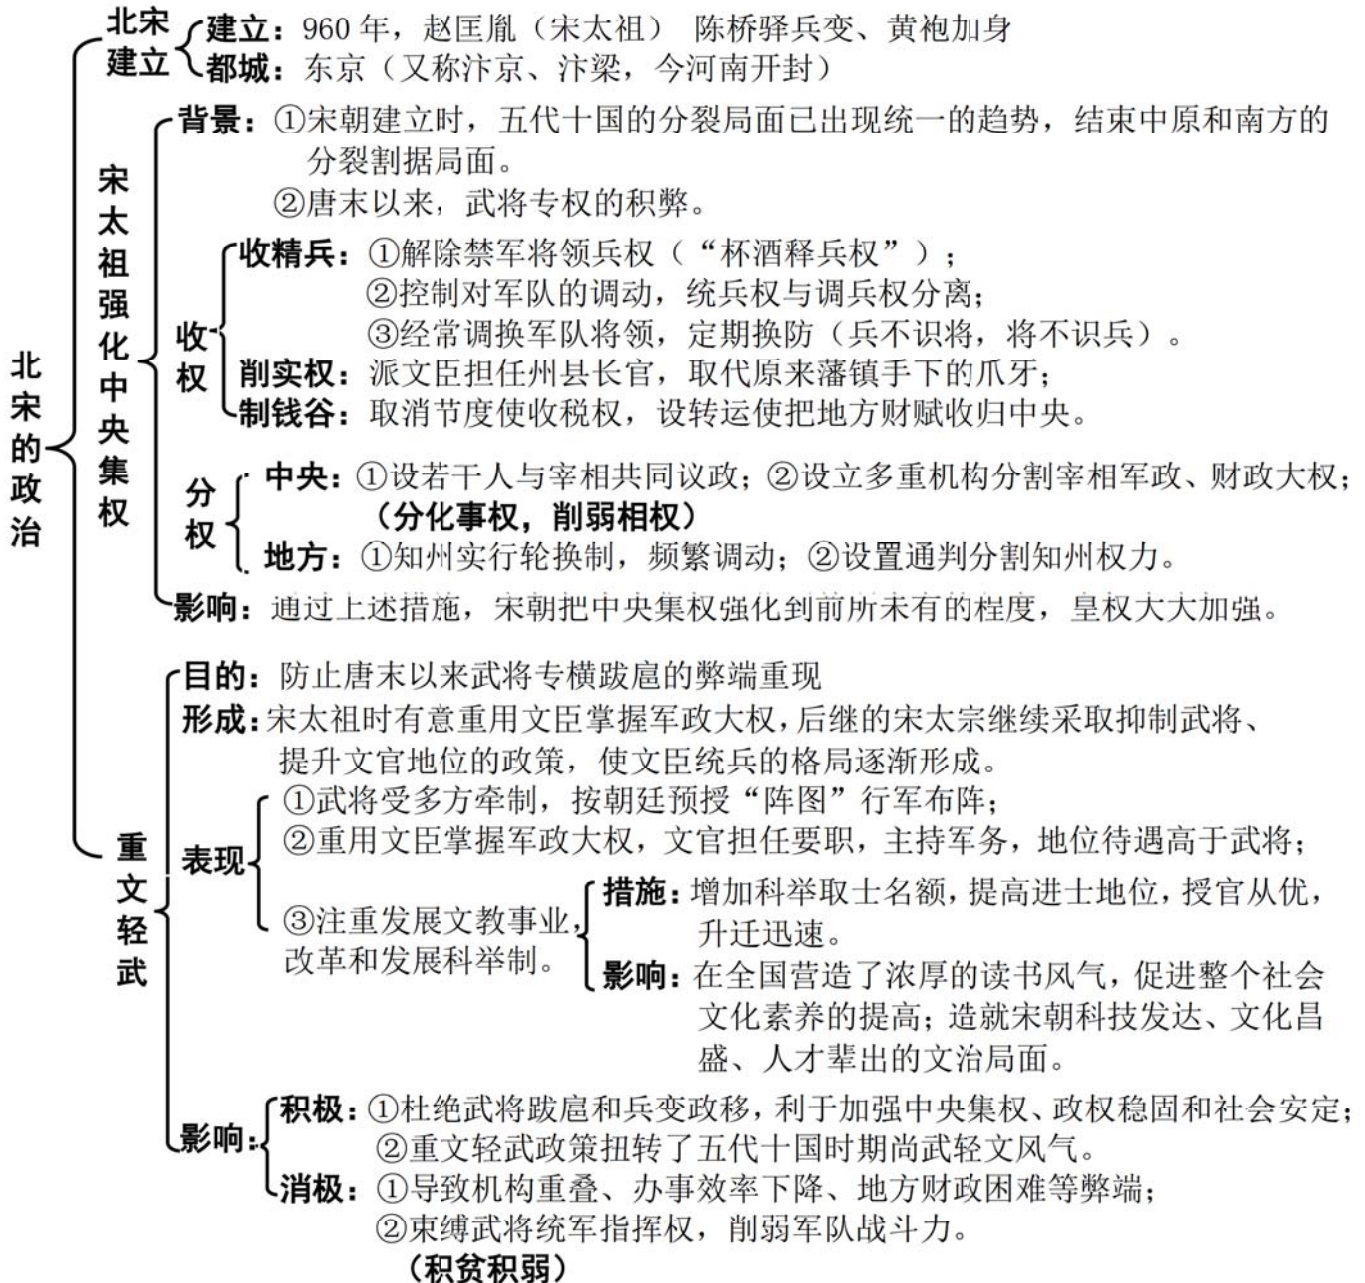 北宋的政治
北宋
建立
建立：960 年，赵匡胤（宋太祖） 陈桥驿兵变、黄袍加身
都城：东京（又称汴京、汴梁，今河南开封）
宋太祖强化中央集权
背景：①宋朝建立时，五代十国的分裂局面已出现统一的趋势，结束中原和南方的
分裂割据局面。
②唐末以来，武将专权的积弊。
收权
收精兵：①解除禁军将领兵权（“杯酒释兵权”）；
②控制对军队的调动，统兵权与调兵权分离；
③经常调换军队将领，定期换防（兵不识将，将不识兵）。
削实权：派文臣担任州县长官，取代原来藩镇手下的爪牙；
制钱谷：取消节度使收税权，设转运使把地方财赋收归中央。
分权
中央：①设若干人与宰相共同议政；②设立多重机构分割宰相军政、财政大权；
（分化事权，削弱相权）
地方：①知州实行轮换制，频繁调动；②设置通判分割知州权力。
影响：通过上述措施，宋朝把中央集权强化到前所未有的程度，皇权大大加强。
重文轻武
目的：防止唐末以来武将专横跋扈的弊端重现
形成：宋太祖时有意重用文臣掌握军政大权，后继的宋太宗继续采取抑制武将、
提升文官地位的政策，使文臣统兵的格局逐渐形成。
表现
①武将受多方牵制，按朝廷预授“阵图”行军布阵；
②重用文臣掌握军政大权，文官担任要职，主持军务，地位待遇高于武将；
③注重发展文教事业，
改革和发展科举制。
措施：增加科举取士名额，提高进士地位，授官从优，
升迁迅速。
影响：在全国营造了浓厚的读书风气，促进整个社会
文化素养的提高；造就宋朝科技发达、文化昌
盛、人才辈出的文治局面。
影响：
积极：①杜绝武将跋扈和兵变政移，利于加强中央集权、政权稳固和社会安定；
②重文轻武政策扭转了五代十国时期尚武轻文风气。
消极：①导致机构重叠、办事效率下降、地方财政困难等弊端；
②束缚武将统军指挥权，削弱军队战斗力。
（积贫积弱）